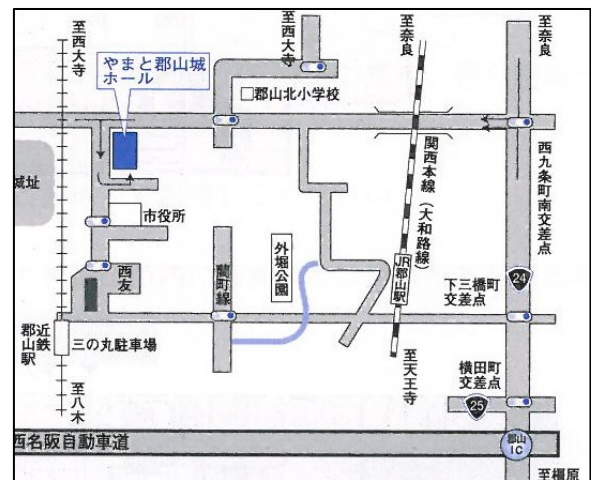 至西大寺
至西大寺
至奈良
至奈良
やまと郡山城
ホール
□郡山北小学校
関西本線(大和路線)
西九条町南交差点
城址
市役所
外堀公園
JR郡山駅
24
西友
藺町線
下三橋町
交差点
近鉄
郡山駅
三の丸駐車場
至八木
至天王寺
横田町
交差点
25
西名阪自動車道
郡山
IC
至橿原